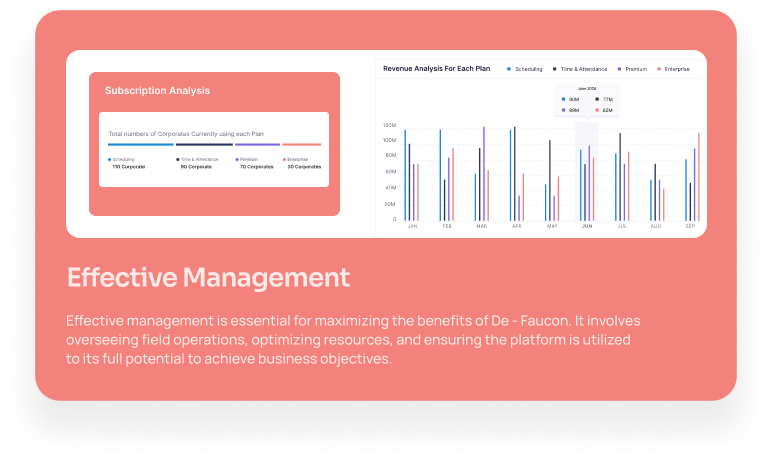 Subscription Analysis
Total numbers of Corporates Currently using each Plan
Scheduling
110 Corporate
Time & Attendance
90 Corporate
Premium
70 Corporates
Enterprise
30 Corporates
Revenue Analysis For Each Plan
Scheduling
Time & Attendance
Premium
Enterprise
June 2024
90M
77M
99M
82M
150M
100M
80M
60M
40M
20M
0
JAN
FEB
MAR
APR
MAY
JUN
JUL
AUG
SEP
Effective Management
Effective management is essential for maximizing the benefits of De - Faucon. It involves
overseeing field operations, optimizing resources, and ensuring the platform is utilized
to its full potential to achieve business objectives.